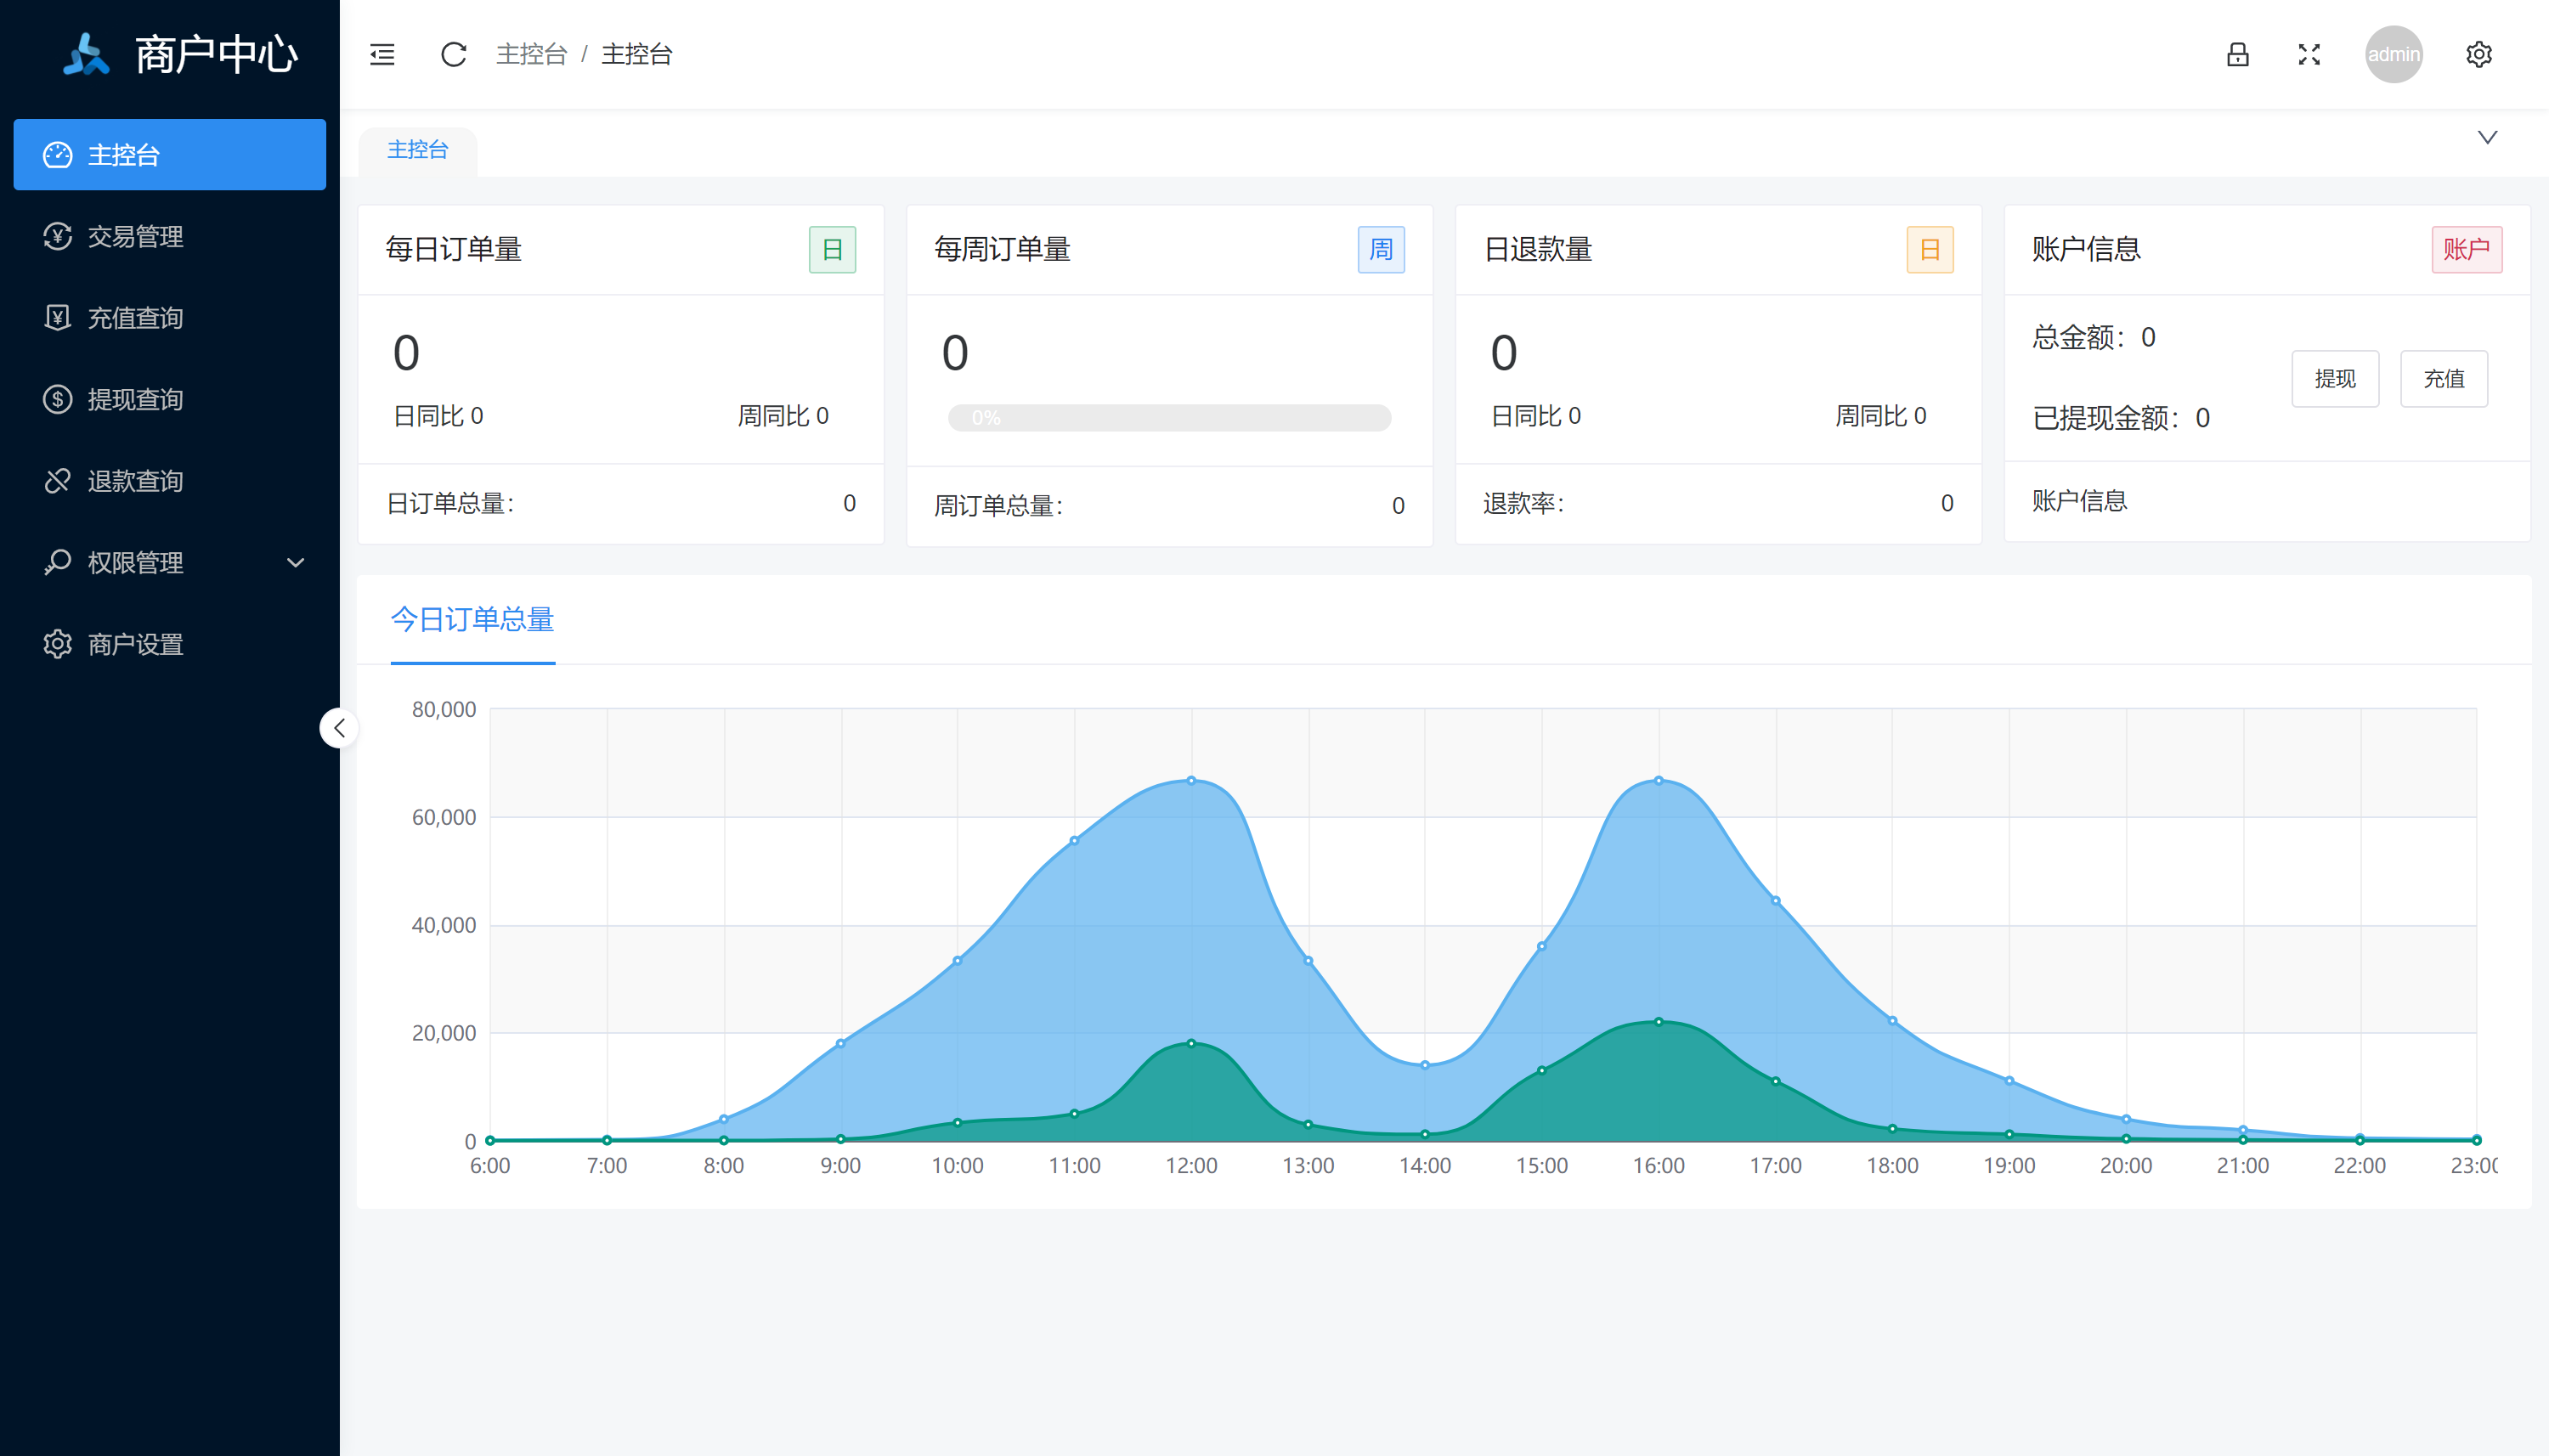 商户中心
主控台 / 主控台
admin
主控台
交易管理
充值查询
提现查询
退款查询
权限管理
商户设置
主控台
每日订单量 日
0
日同比 0 周同比 0
日订单总量： 0
每周订单量 周
0
0%
周订单总量： 0
日退款量 日
0
日同比 0 周同比 0
退款率： 0
账户信息 账户
总金额：0
已提现金额：0
提现 充值
账户信息
今日订单总量
80,000
60,000
40,000
20,000
0
6:00 7:00 8:00 9:00 10:00 11:00 12:00 13:00 14:00 15:00 16:00 17:00 18:00 19:00 20:00 21:00 22:00 23:00